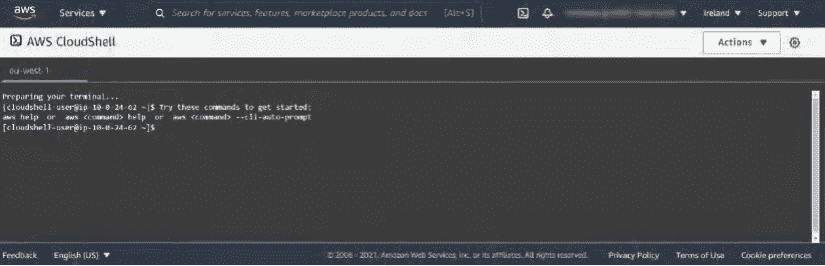 aws Services ▼ Search for services, features, marketplace products, and docs [Alt+S] Ireland ▼ Support ▼
AWS CloudShell Actions ▼
eu-west-1
Preparing your terminal...
[cloudshell-user@ip-10-0-24-62 ~]$ Try these commands to get started:
aws help or aws <command> help or aws <command> --cli-auto-prompt
[cloudshell-user@ip-10-0-24-62 ~]$
Feedback English (US) ▼ © 2008 - 2021, Amazon Web Services, Inc. or its affiliates. All rights reserved. Privacy Policy Terms of Use Cookie preferences